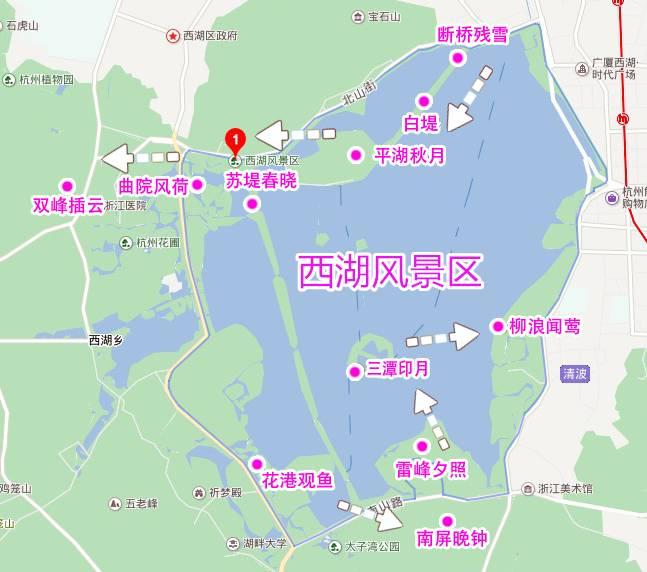 石虎山
西湖区政府
宝石山
断桥残雪
广厦西湖·
时代广场
杭州植物园
北山街
白堤
1
西湖风景区
平湖秋月
曲院风荷
苏堤春晓
双峰插云
浙江医院
购物
杭州花圃
西湖风景区
西湖乡
柳浪闻莺
三潭印月
清波
雷峰夕照
花港观鱼
鸡笼山
祈梦殿
浙江美术馆
五老峰
南山路
南屏晚钟
笼山
湖畔大学
太子湾公园